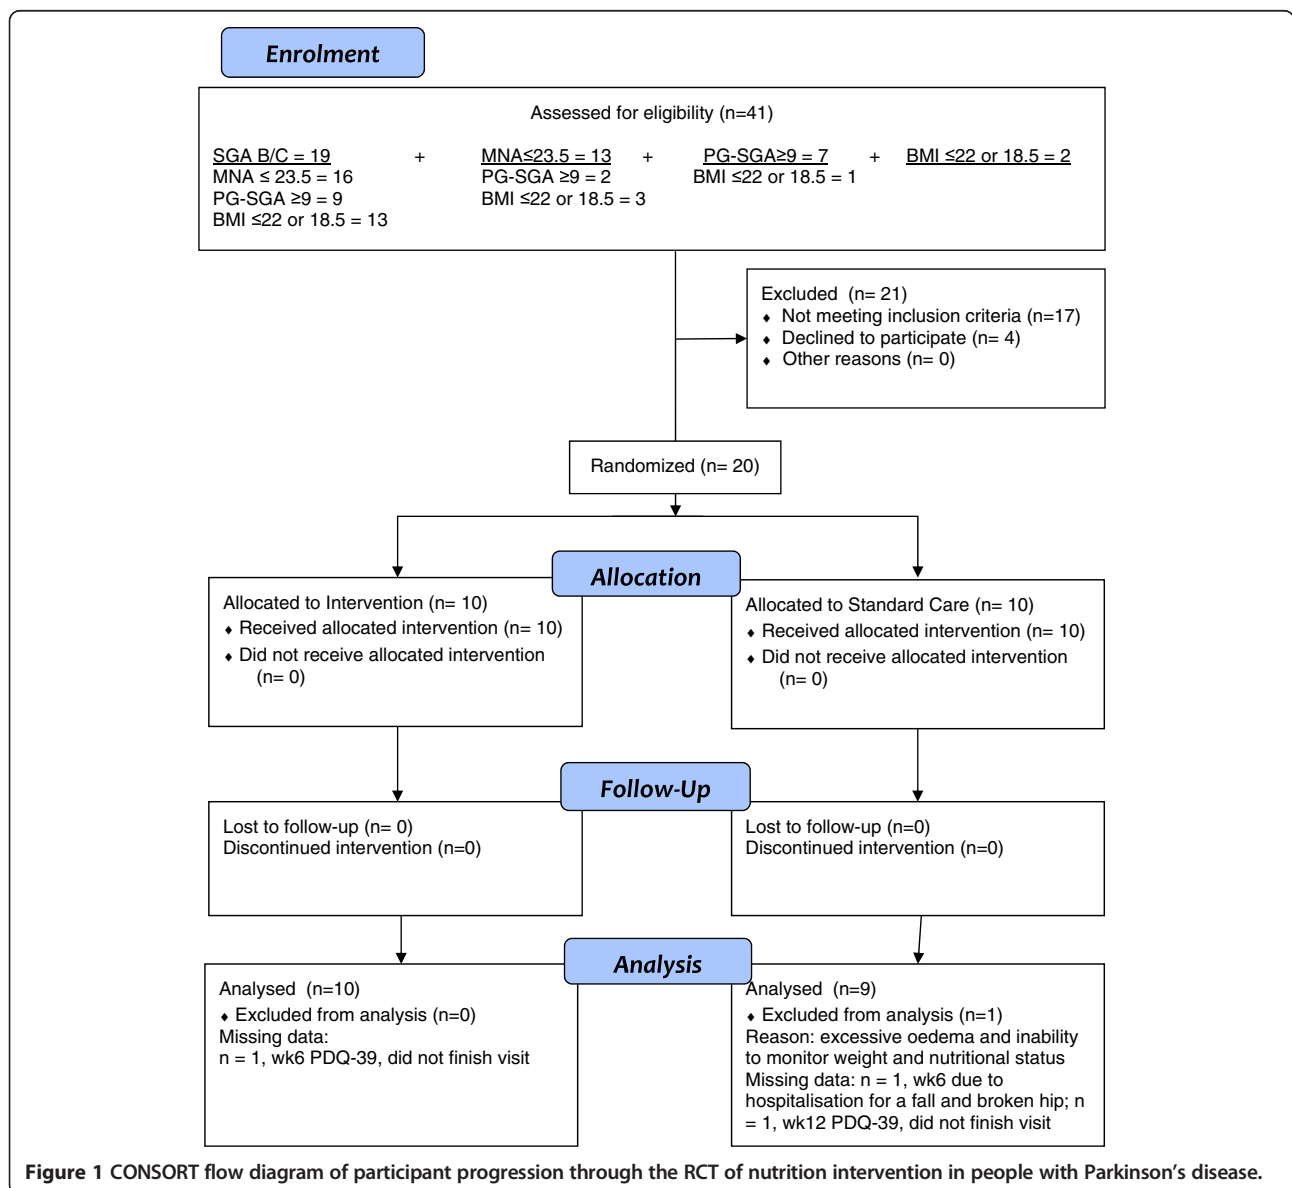 Enrolment
Assessed for eligibility (n=41)
SGA B/C = 19 + MNA≤23.5 = 13 + PG-SGA≥9 = 7 + BMI ≤22 or 18.5 = 2
MNA ≤ 23.5 = 16 PG-SGA ≥9 = 2 BMI ≤22 or 18.5 = 1
PG-SGA ≥9 = 9 BMI ≤22 or 18.5 = 3
BMI ≤22 or 18.5 = 13
Excluded (n= 21)
♦ Not meeting inclusion criteria (n=17)
♦ Declined to participate (n= 4)
♦ Other reasons (n= 0)
Randomized (n= 20)
Allocation
Allocated to Intervention (n= 10)
♦ Received allocated intervention (n= 10)
♦ Did not receive allocated intervention
(n= 0)
Allocated to Standard Care (n= 10)
♦ Received allocated intervention (n= 10)
♦ Did not receive allocated intervention
(n= 0)
Follow-Up
Lost to follow-up (n= 0)
Discontinued intervention (n=0)
Lost to follow-up (n=0)
Discontinued intervention (n=0)
Analysis
Analysed (n=10)
♦ Excluded from analysis (n=0)
Missing data:
n = 1, wk6 PDQ-39, did not finish visit
Analysed (n=9)
♦ Excluded from analysis (n=1)
Reason: excessive oedema and inability
to monitor weight and nutritional status
Missing data: n = 1, wk6 due to
hospitalisation for a fall and broken hip; n
= 1, wk12 PDQ-39, did not finish visit
Figure 1 CONSORT flow diagram of participant progression through the RCT of nutrition intervention in people with Parkinson's disease.